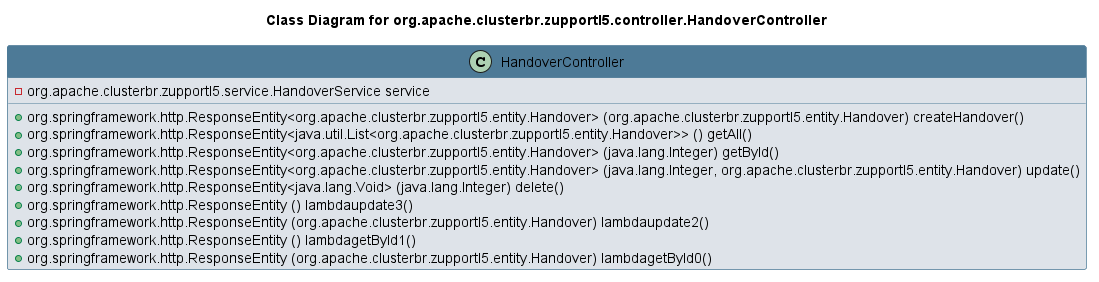 Class Diagram for org.apache.clusterbr.zupportl5.controller.HandoverController
C HandoverController
org.apache.clusterbr.zupportl5.service.HandoverService service
org.springframework.http.ResponseEntity<org.apache.clusterbr.zupportl5.entity.Handover> (org.apache.clusterbr.zupportl5.entity.Handover) createHandover()
org.springframework.http.ResponseEntity<java.util.List<org.apache.clusterbr.zupportl5.entity.Handover>> () getAll()
org.springframework.http.ResponseEntity<org.apache.clusterbr.zupportl5.entity.Handover> (java.lang.Integer) getById()
org.springframework.http.ResponseEntity<org.apache.clusterbr.zupportl5.entity.Handover> (java.lang.Integer, org.apache.clusterbr.zupportl5.entity.Handover) update()
org.springframework.http.ResponseEntity<java.lang.Void> (java.lang.Integer) delete()
org.springframework.http.ResponseEntity () lambdaupdate3()
org.springframework.http.ResponseEntity (org.apache.clusterbr.zupportl5.entity.Handover) lambdaupdate2()
org.springframework.http.ResponseEntity () lambdagetById1()
org.springframework.http.ResponseEntity (org.apache.clusterbr.zupportl5.entity.Handover) lambdagetById0()